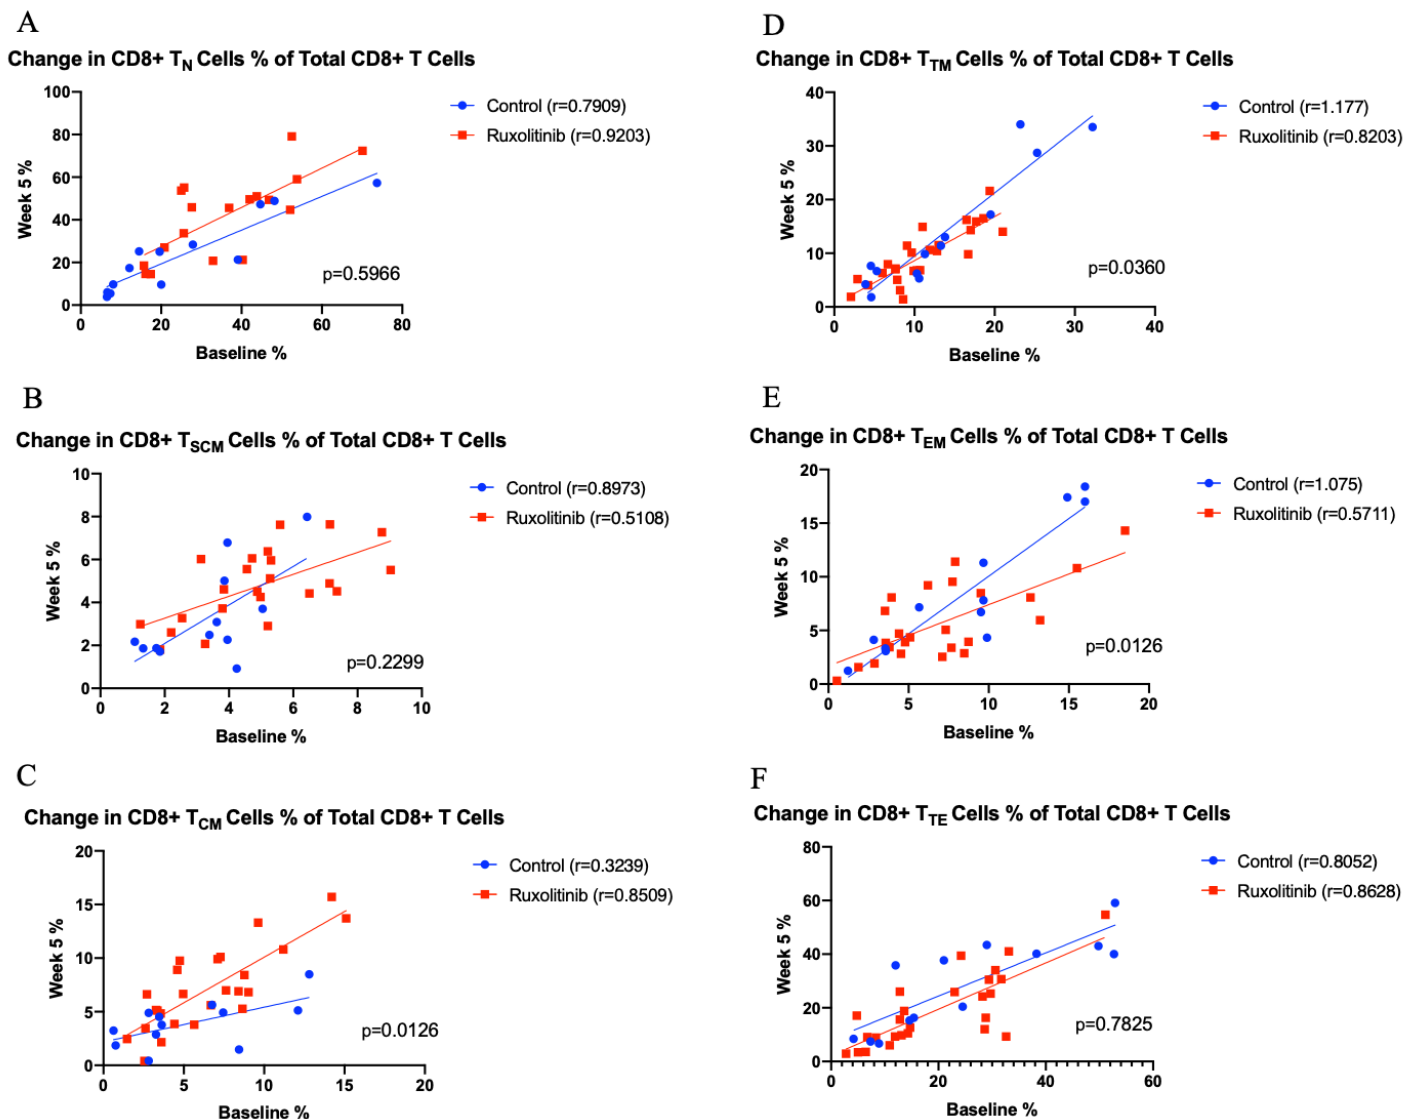 A
Change in CD8+ TN Cells % of Total CD8+ T Cells
100
80
60
40
20
0
Week 5 %
0 20 40 60 80
Baseline %
Control (r=0.7909)
Ruxolitinib (r=0.9203)
p=0.5966
B
Change in CD8+ TSCM Cells % of Total CD8+ T Cells
10
8
6
4
2
0
Week 5 %
0 2 4 6 8 10
Baseline %
Control (r=0.8973)
Ruxolitinib (r=0.5108)
p=0.2299
C
Change in CD8+ TCM Cells % of Total CD8+ T Cells
20
15
10
5
0
Week 5 %
0 5 10 15 20
Baseline %
Control (r=0.3239)
Ruxolitinib (r=0.8509)
p=0.0126
D
Change in CD8+ TTM Cells % of Total CD8+ T Cells
40
30
20
10
0
Week 5 %
0 10 20 30 40
Baseline %
Control (r=1.177)
Ruxolitinib (r=0.8203)
p=0.0360
E
Change in CD8+ TEM Cells % of Total CD8+ T Cells
20
15
10
5
0
Week 5 %
0 5 10 15 20
Baseline %
Control (r=1.075)
Ruxolitinib (r=0.5711)
p=0.0126
F
Change in CD8+ TTE Cells % of Total CD8+ T Cells
80
60
40
20
0
Week 5 %
0 20 40 60
Baseline %
Control (r=0.8052)
Ruxolitinib (r=0.8628)
p=0.7825